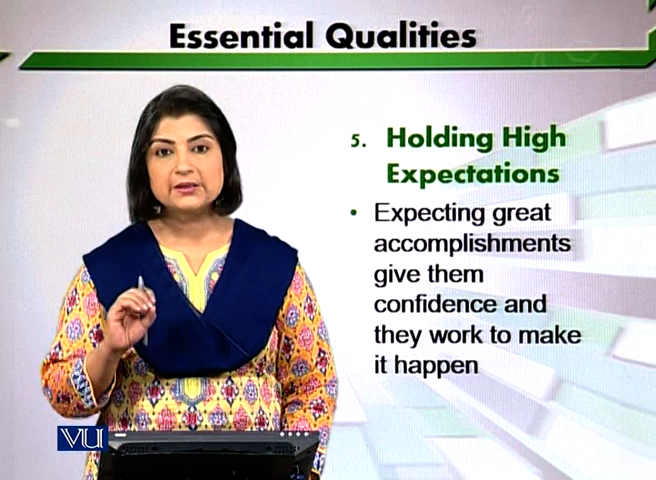 Essential Qualities
5. Holding High
Expectations
• Expecting great
accomplishments
give them
confidence and
they work to make
it happen
VU